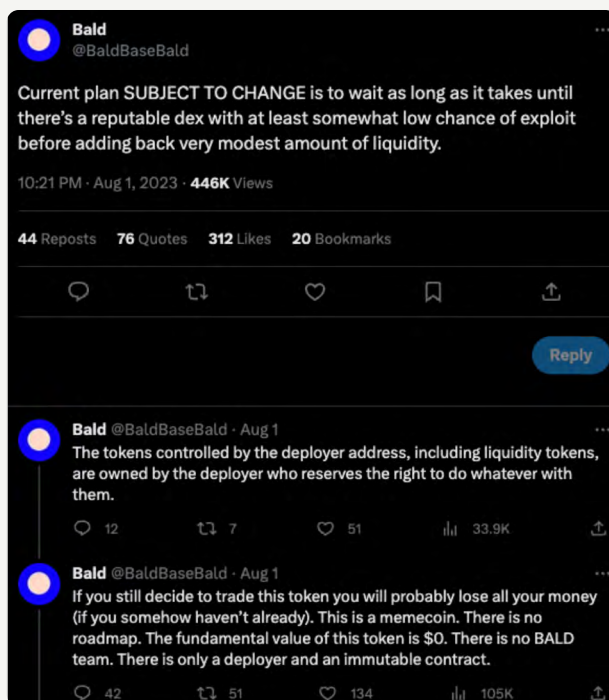 Bald
@BaldBaseBald
Current plan SUBJECT TO CHANGE is to wait as long as it takes until
there's a reputable dex with at least somewhat low chance of exploit
before adding back very modest amount of liquidity.
10:21 PM · Aug 1, 2023 · 446K Views
44 Reposts 76 Quotes 312 Likes 20 Bookmarks
Reply
Bald @BaldBaseBald · Aug 1
The tokens controlled by the deployer address, including liquidity tokens,
are owned by the deployer who reserves the right to do whatever with
them.
12 7 51 33.9K
Bald @BaldBaseBald · Aug 1
If you still decide to trade this token you will probably lose all your money
(if you somehow haven't already). This is a memecoin. There is no
roadmap. The fundamental value of this token is $0. There is no BALD
team. There is only a deployer and an immutable contract.
42 51 134 105K